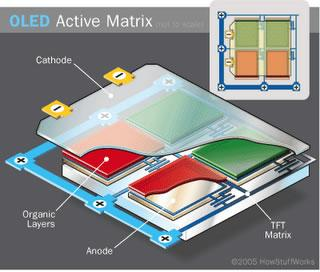 OLED Active Matrix (not to scale)
Cathode
Organic
Layers
Anode
TFT
Matrix
©2005 HowStuffWorks